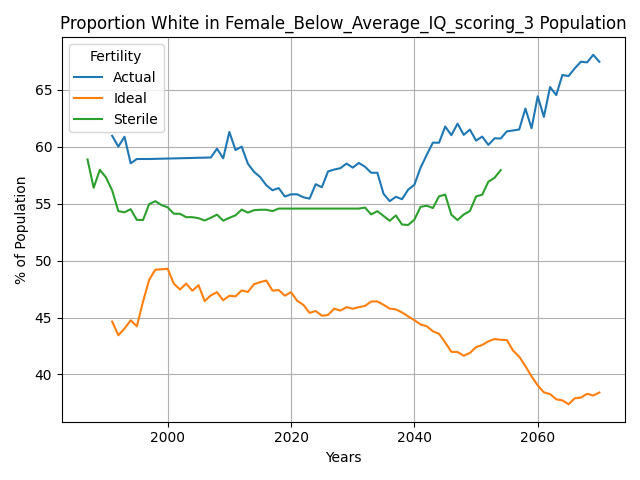 Proportion White in Female_Below_Average_IQ_scoring_3 Population
Fertility
Actual
Ideal
Sterile
65
60
55
50
45
40
% of Population
2000
2020
2040
2060
Years